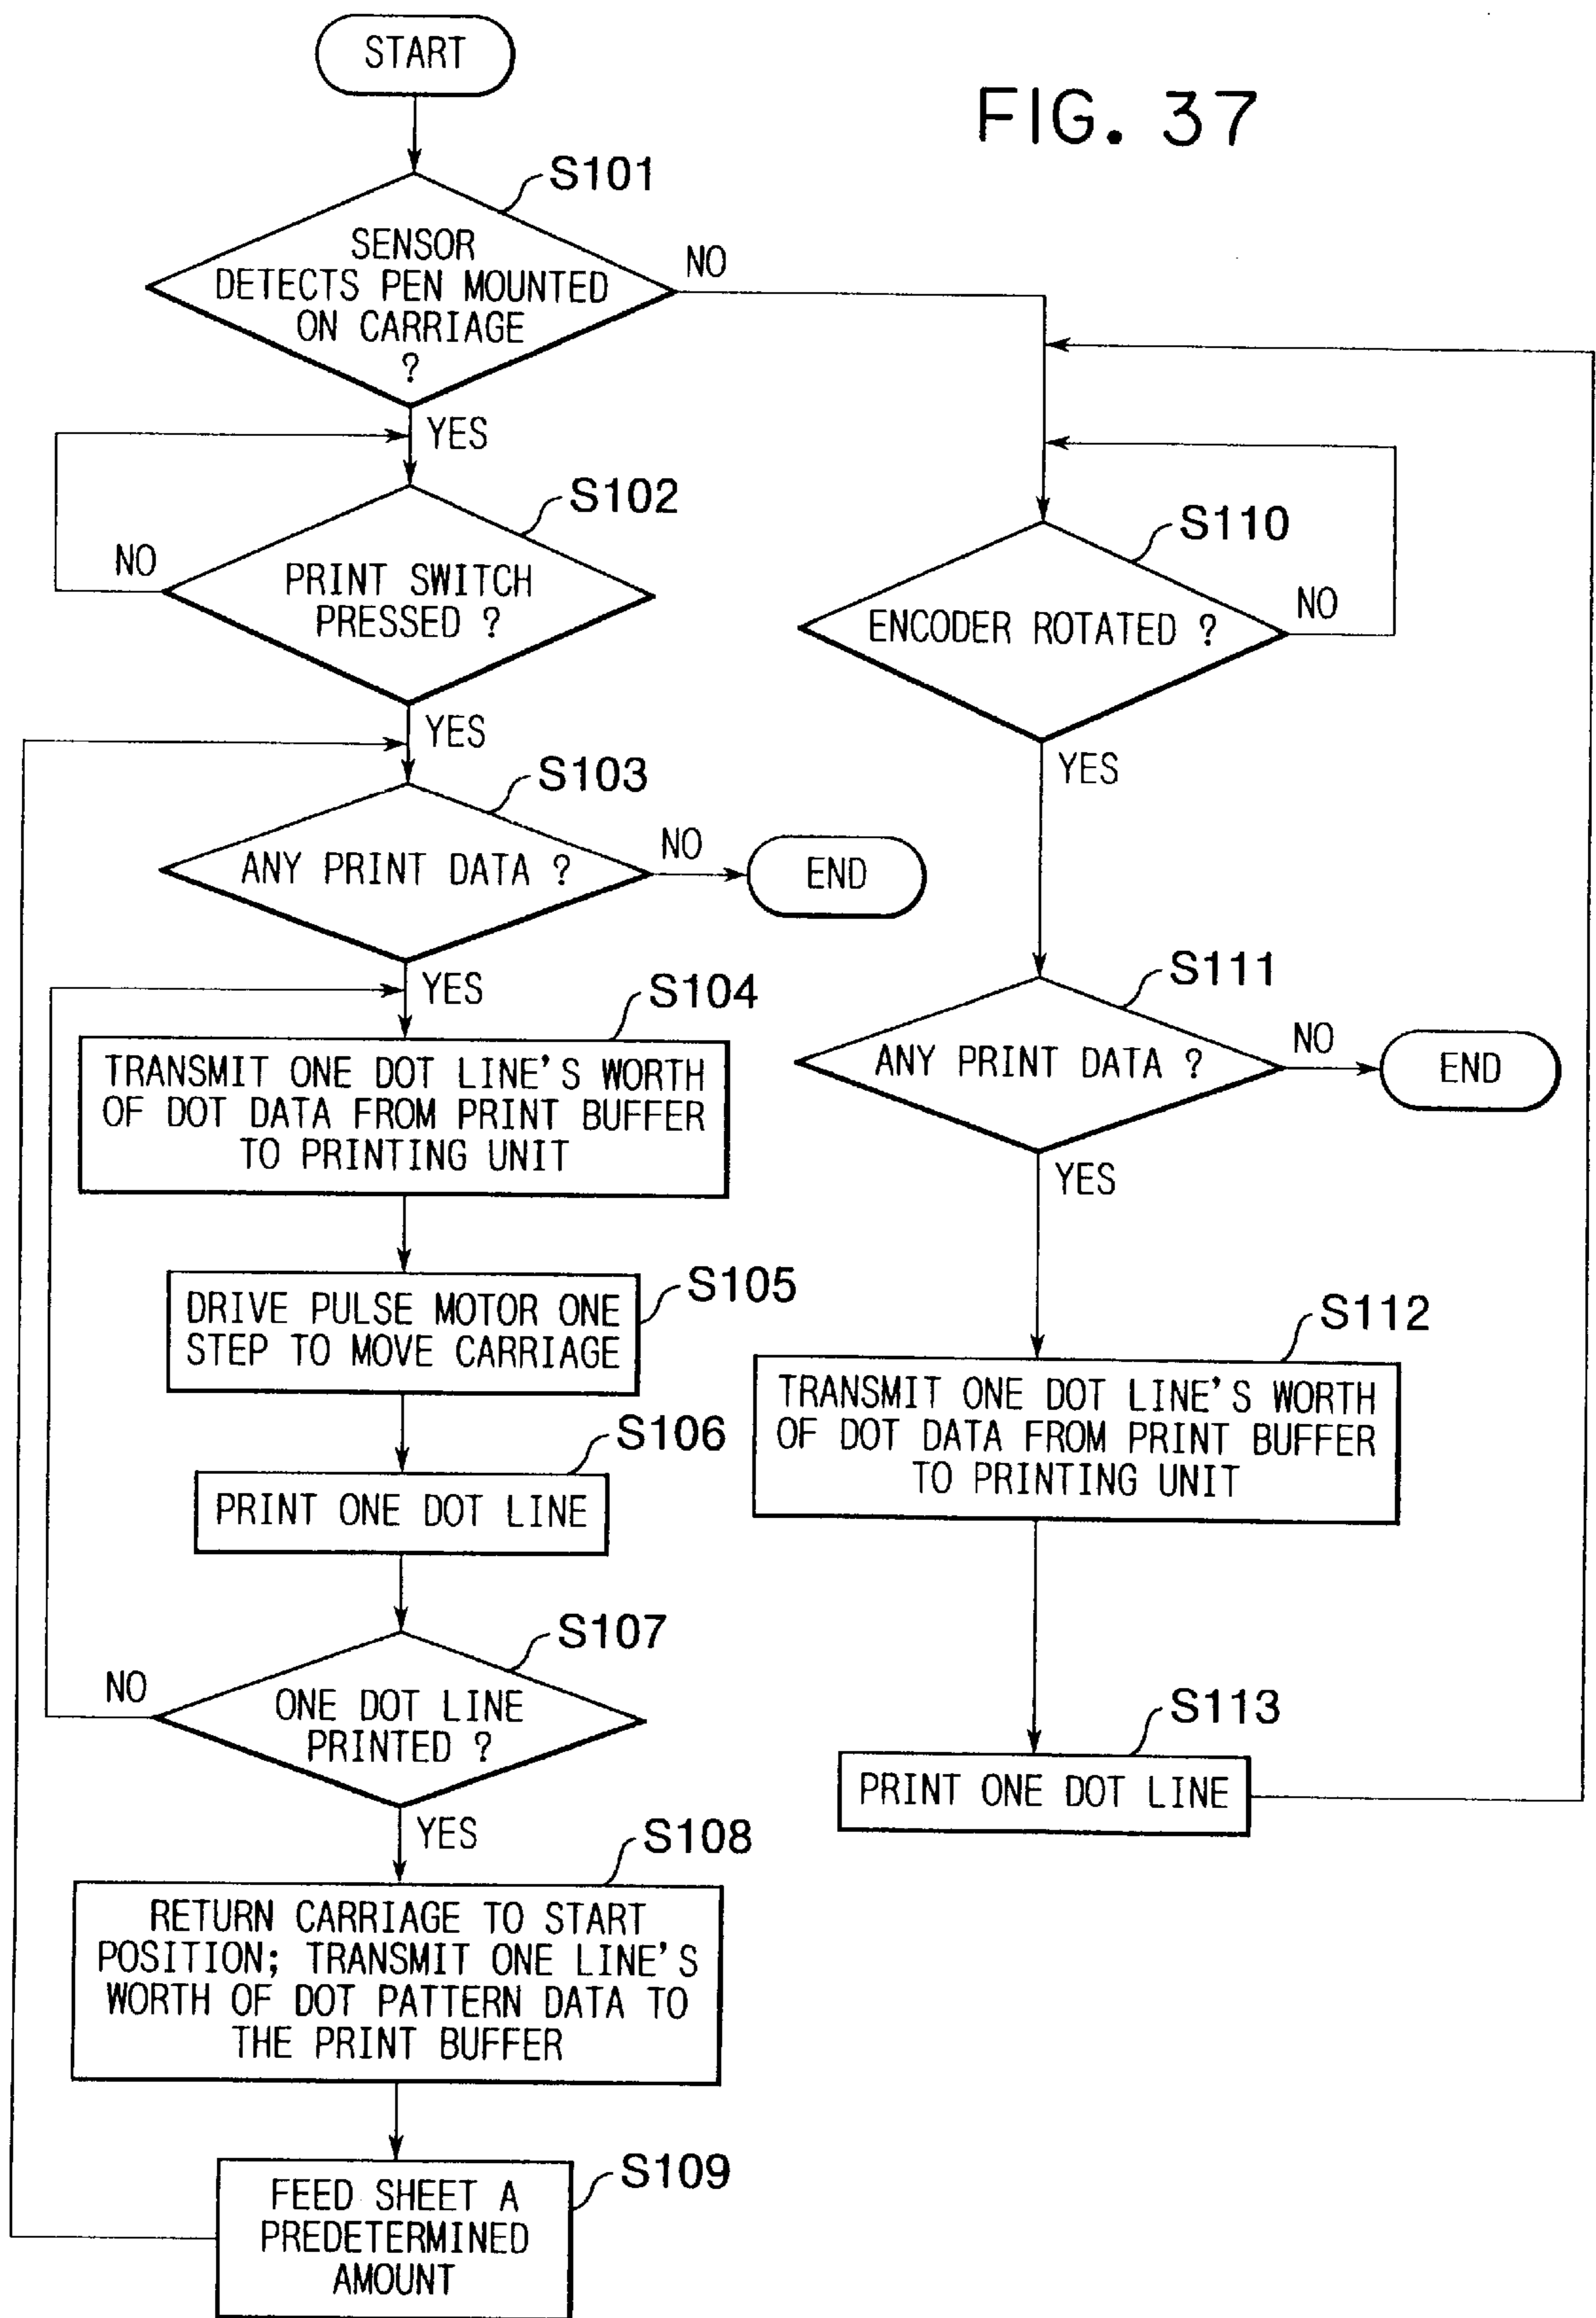 START
FIG. 37
S101
SENSOR
DETECTS PEN MOUNTED
ON CARRIAGE
?
NO
YES
S102
NO
PRINT SWITCH
PRESSED ?
YES
S103
ANY PRINT DATA ?
NO
END
YES
S104
TRANSMIT ONE DOT LINE'S WORTH
OF DOT DATA FROM PRINT BUFFER
TO PRINTING UNIT
S105
DRIVE PULSE MOTOR ONE
STEP TO MOVE CARRIAGE
S106
PRINT ONE DOT LINE
S107
NO
ONE DOT LINE
PRINTED ?
YES
S108
RETURN CARRIAGE TO START
POSITION; TRANSMIT ONE LINE'S
WORTH OF DOT PATTERN DATA TO
THE PRINT BUFFER
S109
FEED SHEET A
PREDETERMINED
AMOUNT
S110
ENCODER ROTATED ?
NO
YES
S111
ANY PRINT DATA ?
NO
END
YES
S112
TRANSMIT ONE DOT LINE'S WORTH
OF DOT DATA FROM PRINT BUFFER
TO PRINTING UNIT
S113
PRINT ONE DOT LINE